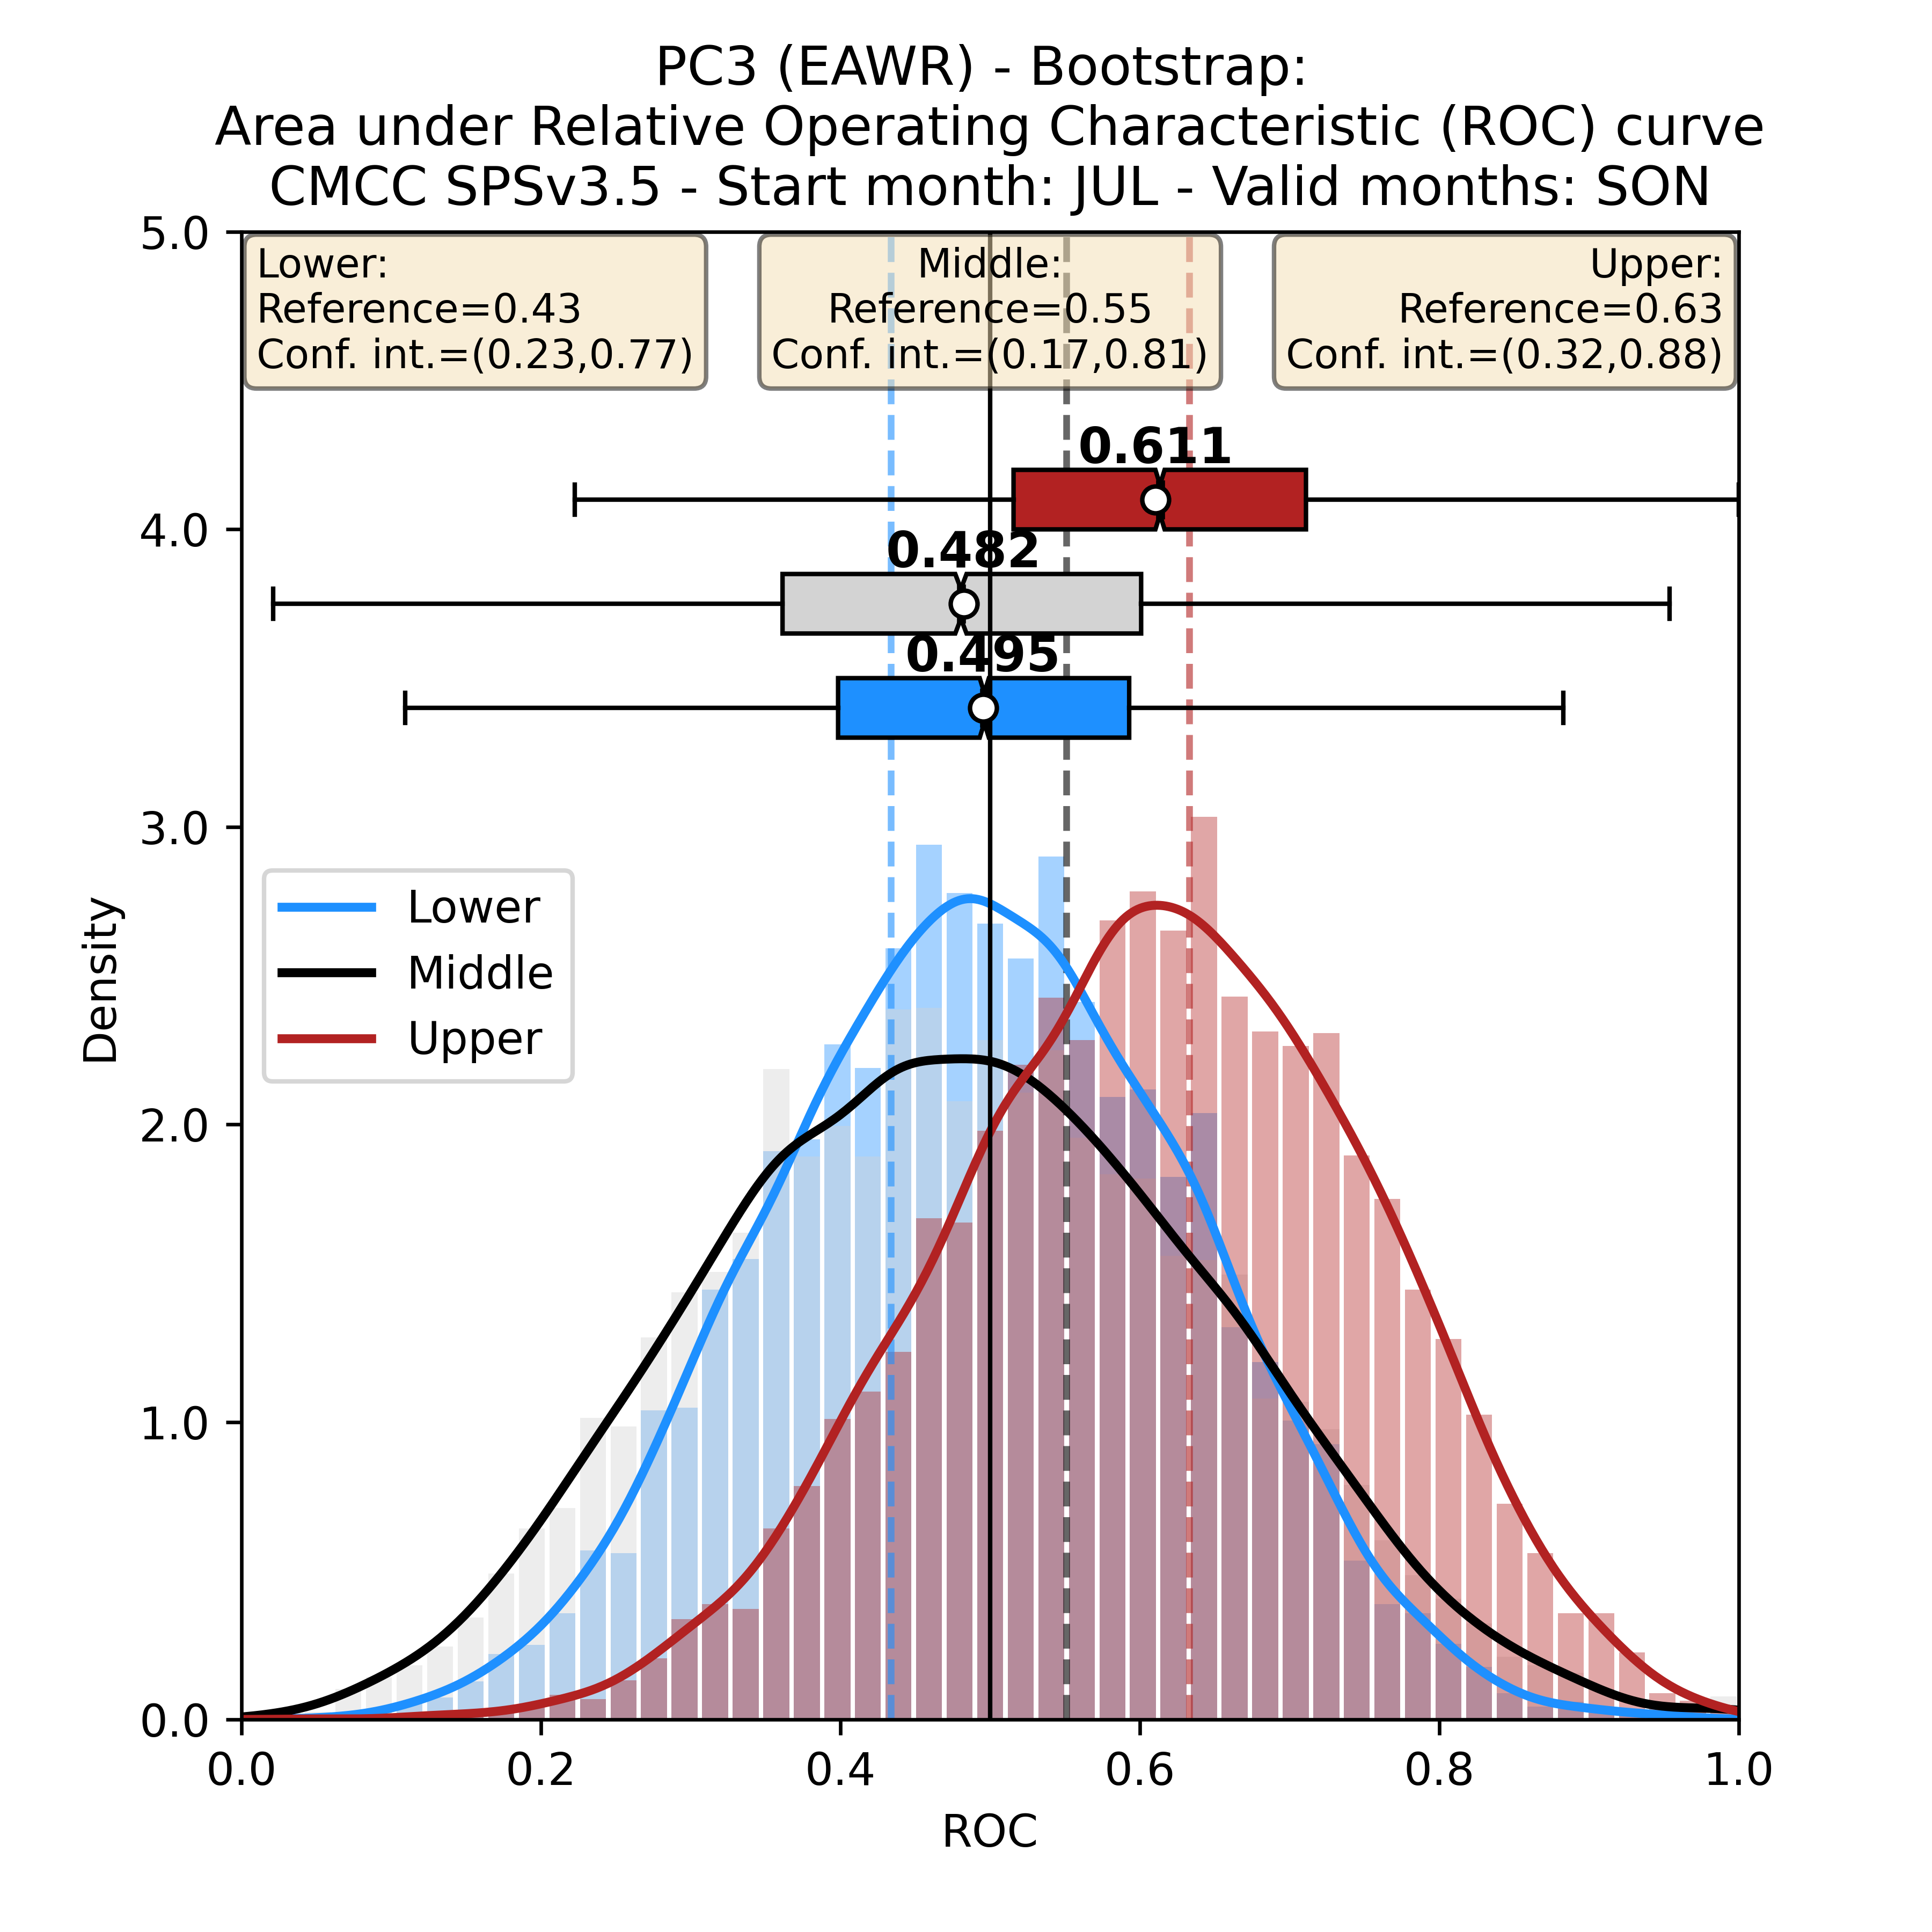 PC3 (EAWR) - Bootstrap:
Area under Relative Operating Characteristic (ROC) curve
CMCC SPSv3.5 - Start month: JUL - Valid months: SON
5.0
Lower:
Reference=0.43
Conf. int.=(0.23,0.77)
Middle:
Reference=0.55
Conf. int.=(0.17,0.81)
Upper:
Reference=0.63
Conf. int.=(0.32,0.88)
0.611
4.0
0.482
0.495
3.0
Lower
Middle
Upper
Density
2.0
1.0
0.0
0.0
0.2
0.4
0.6
0.8
1.0
ROC